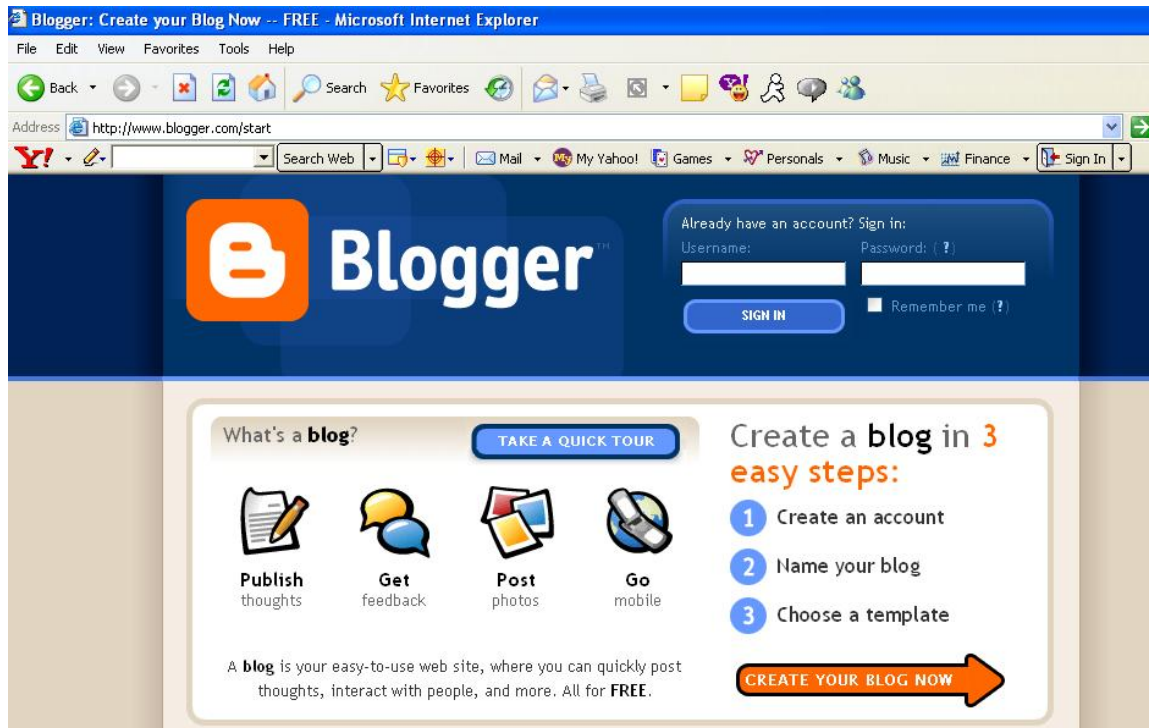 Blogger: Create your Blog Now -- FREE - Microsoft Internet Explorer
File Edit View Favorites Tools Help
Back Search Favorites
Address http://www.blogger.com/start
Y! Search Web Mail My Yahoo! Games Personals Music Finance Sign In
Blogger™
Already have an account? Sign in:
Username: Password: (?)
SIGN IN Remember me (?)
What's a blog?
TAKE A QUICK TOUR
Publish
thoughts
Get
feedback
Post
photos
Go
mobile
A blog is your easy-to-use web site, where you can quickly post
thoughts, interact with people, and more. All for FREE.
Create a blog in 3
easy steps:
1 Create an account
2 Name your blog
3 Choose a template
CREATE YOUR BLOG NOW